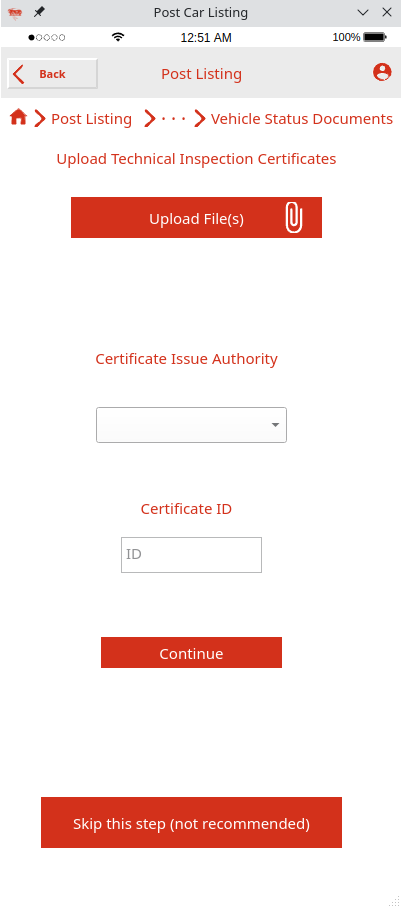 Post Car Listing
12:51 AM
100%
Back
Post Listing
Post Listing
· · ·
Vehicle Status Documents
Upload Technical Inspection Certificates
Upload File(s)
Certificate Issue Authority
Certificate ID
ID
Continue
Skip this step (not recommended)